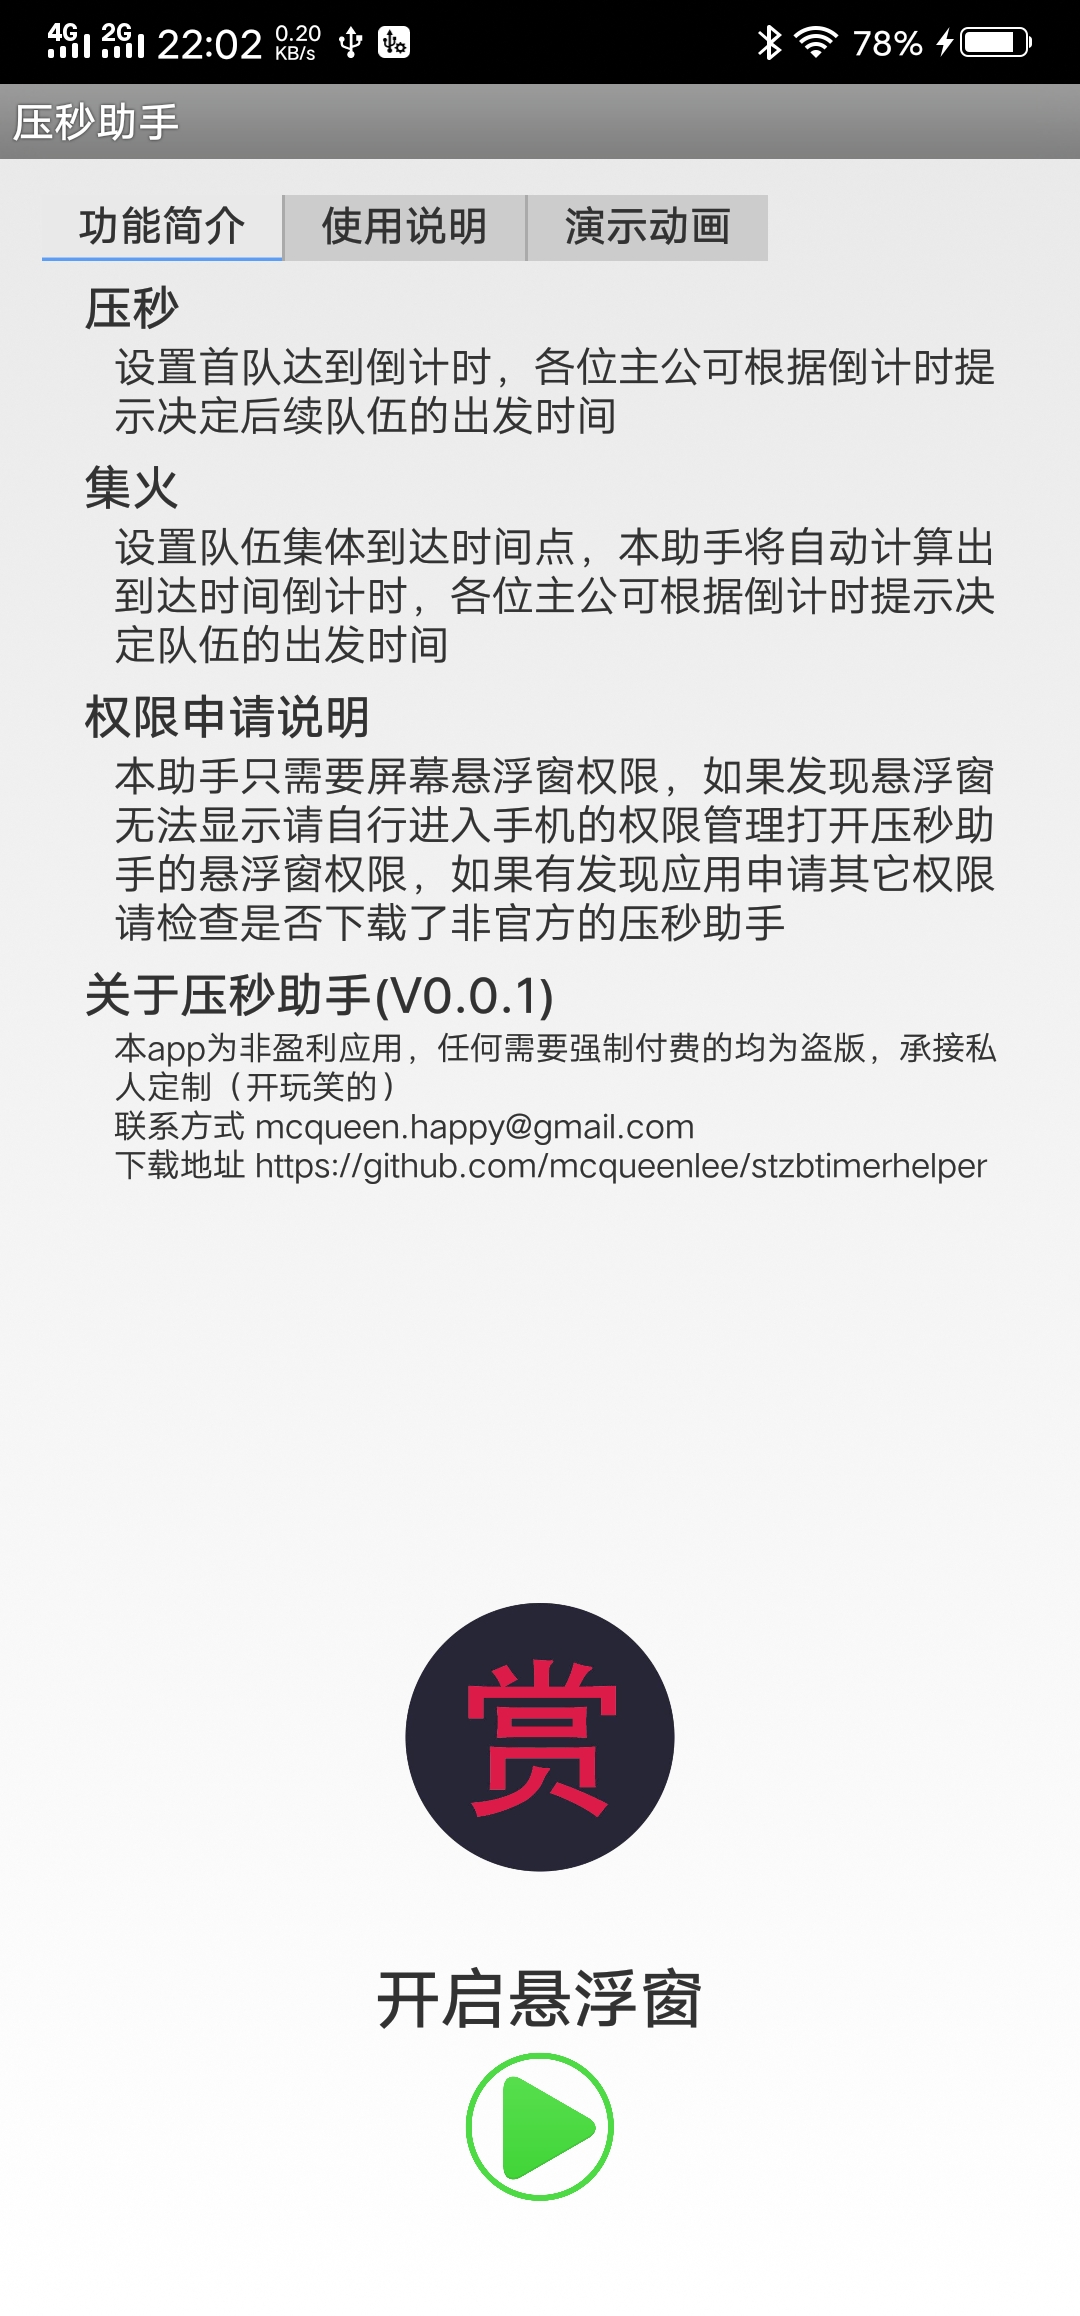 4G 2G 22:02 0.20 KB/s 78%
压秒助手
功能简介 使用说明 演示动画
压秒
设置首队达到倒计时，各位主公可根据倒计时提
示决定后续队伍的出发时间
集火
设置队伍集体到达时间点，本助手将自动计算出
到达时间倒计时，各位主公可根据倒计时提示决
定队伍的出发时间
权限申请说明
本助手只需要屏幕悬浮窗权限，如果发现悬浮窗
无法显示请自行进入手机的权限管理打开压秒助
手的悬浮窗权限，如果有发现应用申请其它权限
请检查是否下载了非官方的压秒助手
关于压秒助手(V0.0.1)
本app为非盈利应用，任何需要强制付费的均为盗版，承接私
人定制（开玩笑的）
联系方式 mcqueen.happy@gmail.com
下载地址 https://github.com/mcqueenlee/stzbtimerhelper
赏
开启悬浮窗